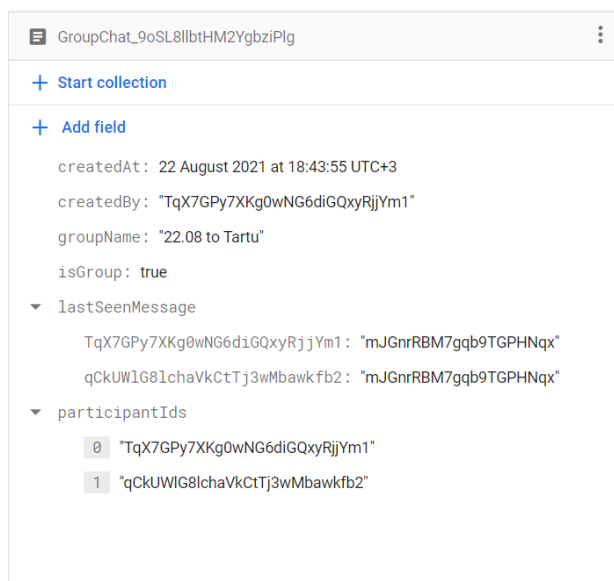 GroupChat_9oSL8llbtHM2YgbziPlg
+ Start collection
+ Add field
createdAt: 22 August 2021 at 18:43:55 UTC+3
createdBy: "TqX7GPy7XKg0wNG6diGQxyRjjYm1"
groupName: "22.08 to Tartu"
isGroup: true
lastSeenMessage
TqX7GPy7XKg0wNG6diGQxyRjjYm1: "mJGnrRBM7gqb9TGPHNqx"
qCkUWlG8lchaVkCtTj3wMbawkfb2: "mJGnrRBM7gqb9TGPHNqx"
participantIds
0 "TqX7GPy7XKg0wNG6diGQxyRjjYm1"
1 "qCkUWlG8lchaVkCtTj3wMbawkfb2"